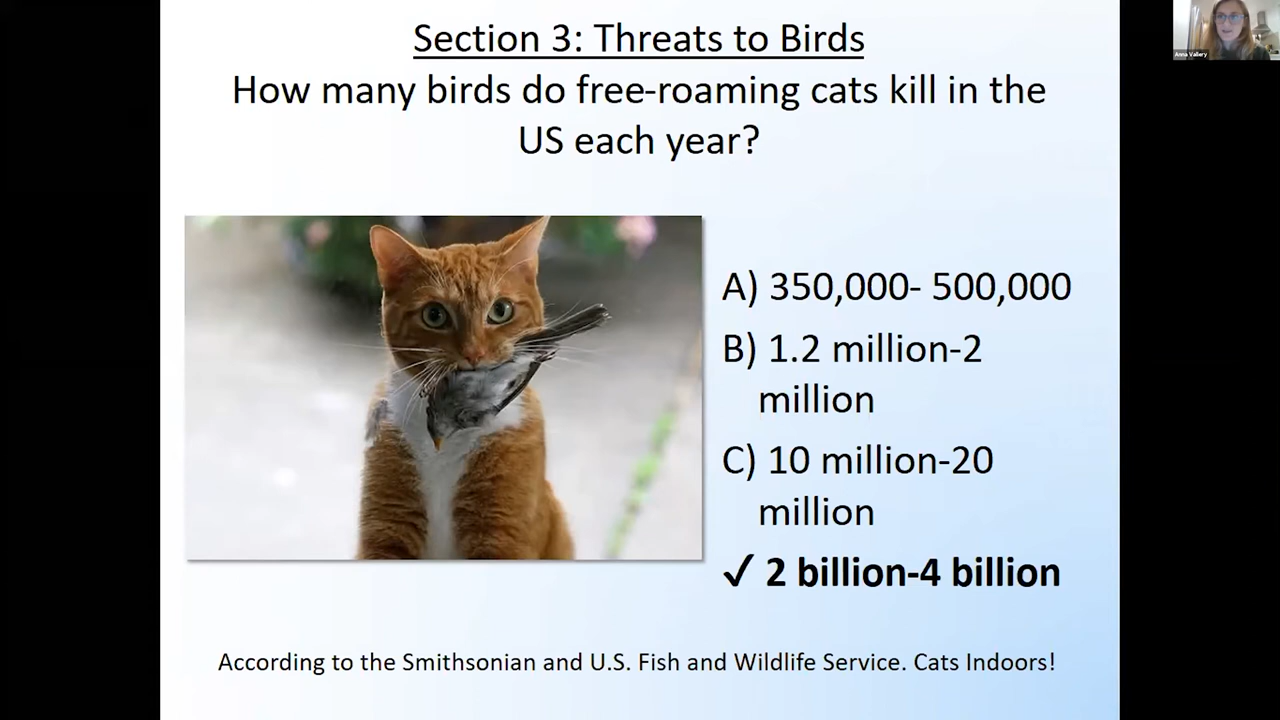 Section 3: Threats to Birds
How many birds do free-roaming cats kill in the
US each year?
A) 350,000- 500,000
B) 1.2 million-2
million
C) 10 million-20
million
✓ 2 billion-4 billion
According to the Smithsonian and U.S. Fish and Wildlife Service. Cats Indoors!
Anna Vallery